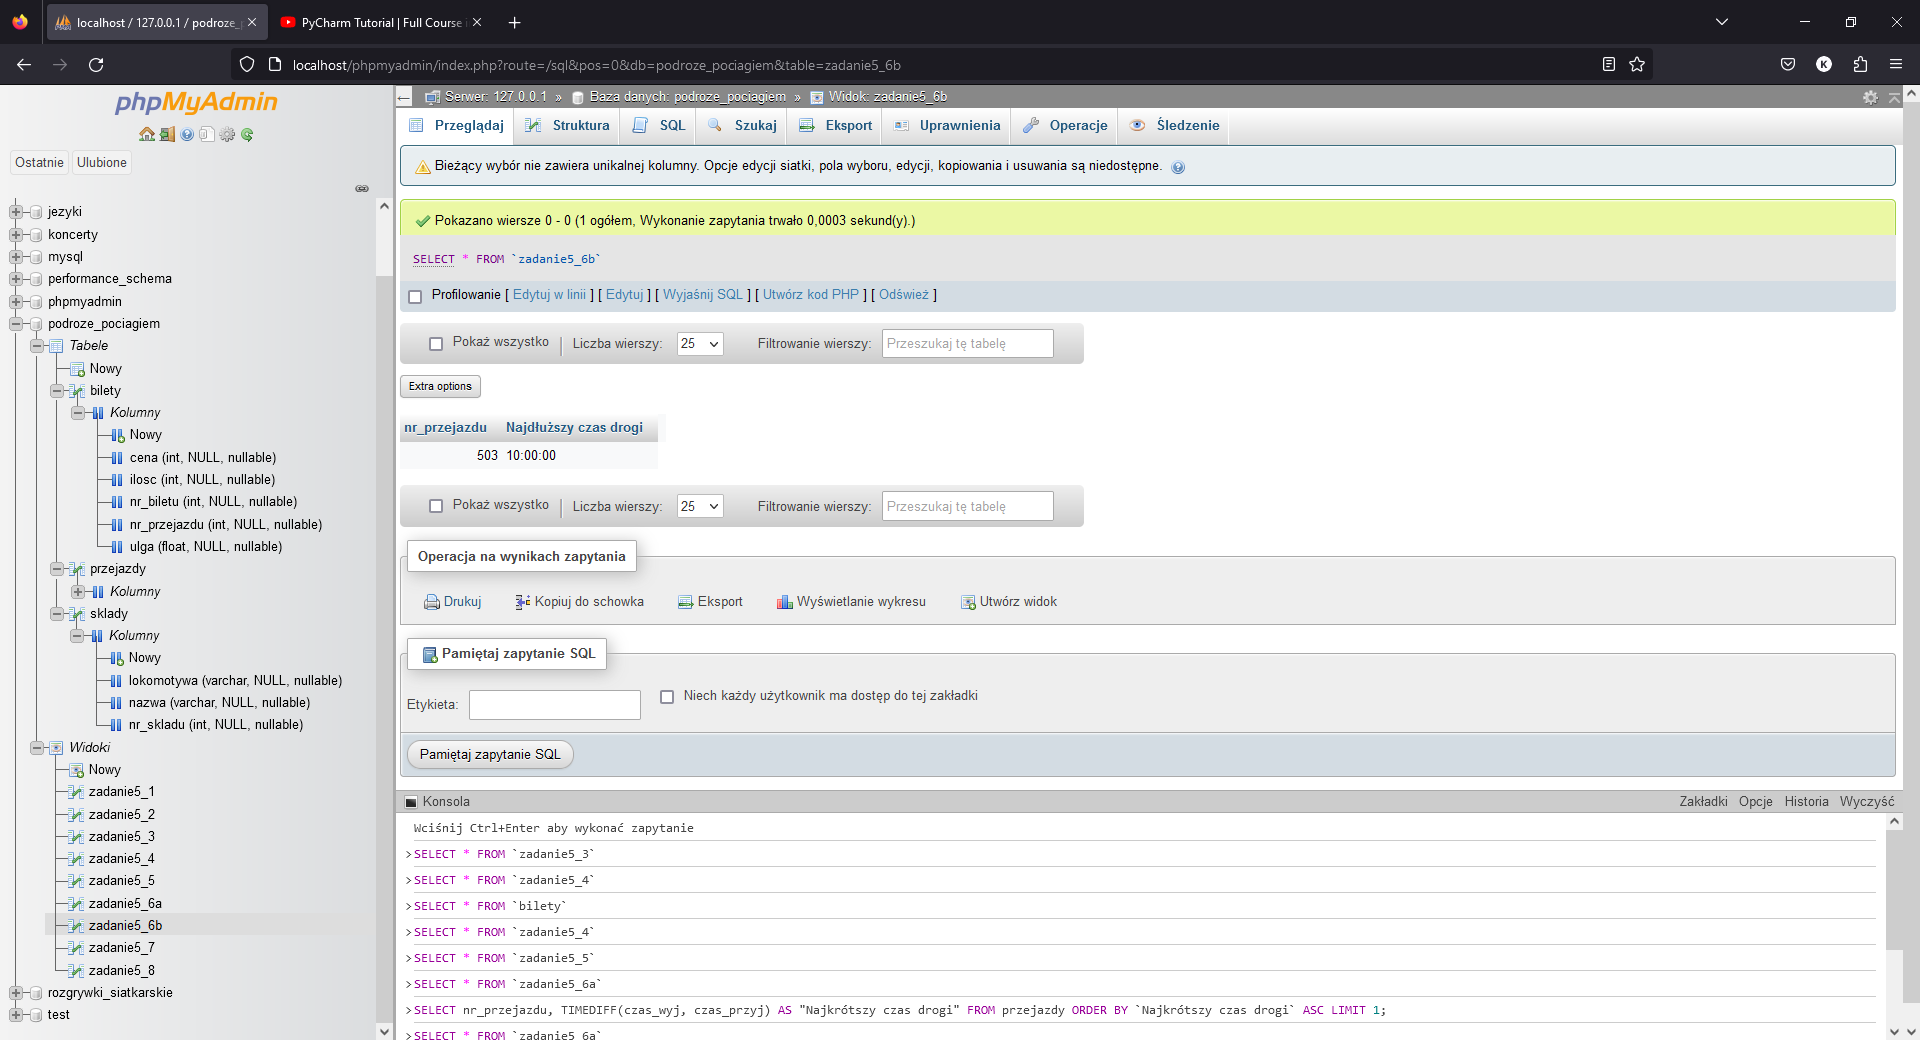 localhost / 127.0.0.1 / podroze_
PyCharm Tutorial | Full Course
localhost/phpmyadmin/index.php?route=/sql&pos=0&db=podroze_pociagiem&table=zadanie5_6b
K
phpMyAdmin
Ostatnie
Ulubione
jezyki
koncerty
mysql
performance_schema
phpmyadmin
podroze_pociagiem
Tabele
Nowy
bilety
Kolumny
Nowy
cena (int, NULL, nullable)
ilosc (int, NULL, nullable)
nr_biletu (int, NULL, nullable)
nr_przejazdu (int, NULL, nullable)
ulga (float, NULL, nullable)
przejazdy
Kolumny
sklady
Kolumny
Nowy
lokomotywa (varchar, NULL, nullable)
nazwa (varchar, NULL, nullable)
nr_skladu (int, NULL, nullable)
Widoki
Nowy
zadanie5_1
zadanie5_2
zadanie5_3
zadanie5_4
zadanie5_5
zadanie5_6a
zadanie5_6b
zadanie5_7
zadanie5_8
rozgrywki_siatkarskie
test
Serwer: 127.0.0.1 » Baza danych: podroze_pociagiem » Widok: zadanie5_6b
Przeglądaj Struktura SQL Szukaj Eksport Uprawnienia Operacje Śledzenie
Bieżący wybór nie zawiera unikalnej kolumny. Opcje edycji siatki, pola wyboru, edycji, kopiowania i usuwania są niedostępne.
Pokazano wiersze 0 - 0 (1 ogółem, Wykonanie zapytania trwało 0,0003 sekund(y).)
SELECT * FROM `zadanie5_6b`
Profilowanie [ Edytuj w linii ] [ Edytuj ] [ Wyjaśnij SQL ] [ Utwórz kod PHP ] [ Odśwież ]
Pokaż wszystko | Liczba wierszy: 25 Filtrowanie wierszy: Przeszukaj tę tabelę
Extra options
nr_przejazdu Najdłuższy czas drogi
503 10:00:00
Pokaż wszystko | Liczba wierszy: 25 Filtrowanie wierszy: Przeszukaj tę tabelę
Operacja na wynikach zapytania
Drukuj Kopiuj do schowka Eksport Wyświetlanie wykresu Utwórz widok
Pamiętaj zapytanie SQL
Etykieta: Niech każdy użytkownik ma dostęp do tej zakładki
Pamiętaj zapytanie SQL
Konsola Zakładki Opcje Historia Wyczyść
Wciśnij Ctrl+Enter aby wykonać zapytanie
>SELECT * FROM `zadanie5_3`
>SELECT * FROM `zadanie5_4`
>SELECT * FROM `bilety`
>SELECT * FROM `zadanie5_4`
>SELECT * FROM `zadanie5_5`
>SELECT * FROM `zadanie5_6a`
>SELECT nr_przejazdu, TIMEDIFF(czas_wyj, czas_przyj) AS "Najkrótszy czas drogi" FROM przejazdy ORDER BY `Najkrótszy czas drogi` ASC LIMIT 1;
>SELECT * FROM `zadanie5_6a`